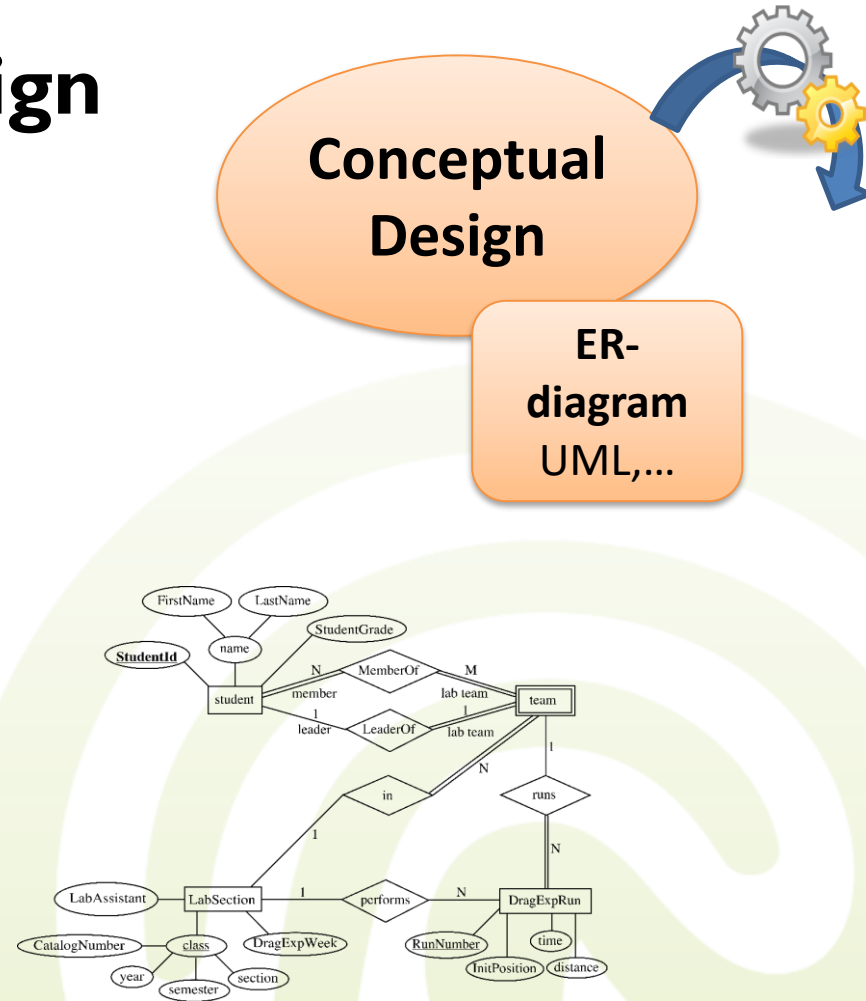 ign
Conceptual
Design
ER-
diagram
UML,...
FirstName
LastName
StudentGrade
StudentId
name
N
MemberOf
M
student
member
lab team
team
1
leader
LeaderOf
1
lab team
N
1
in
runs
1
N
LabAssistant
LabSection
1
performs
N
DragExpRun
CatalogNumber
class
DragExpWeek
RunNumber
time
year
semester
section
InitPosition
distance